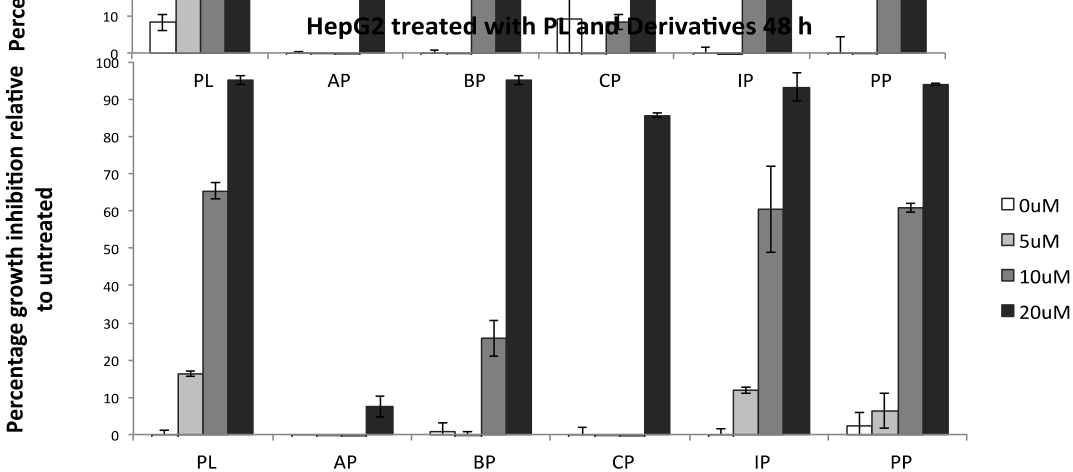 Perce
10
HepG2 treated with PL and Derivatives 48 h
0
PL AP BP CP IP PP
Percentage growth inhibition relative
to untreated
100
90
80
70
60
50
40
30
20
10
0
PL AP BP CP IP PP
0uM
5uM
10uM
20uM